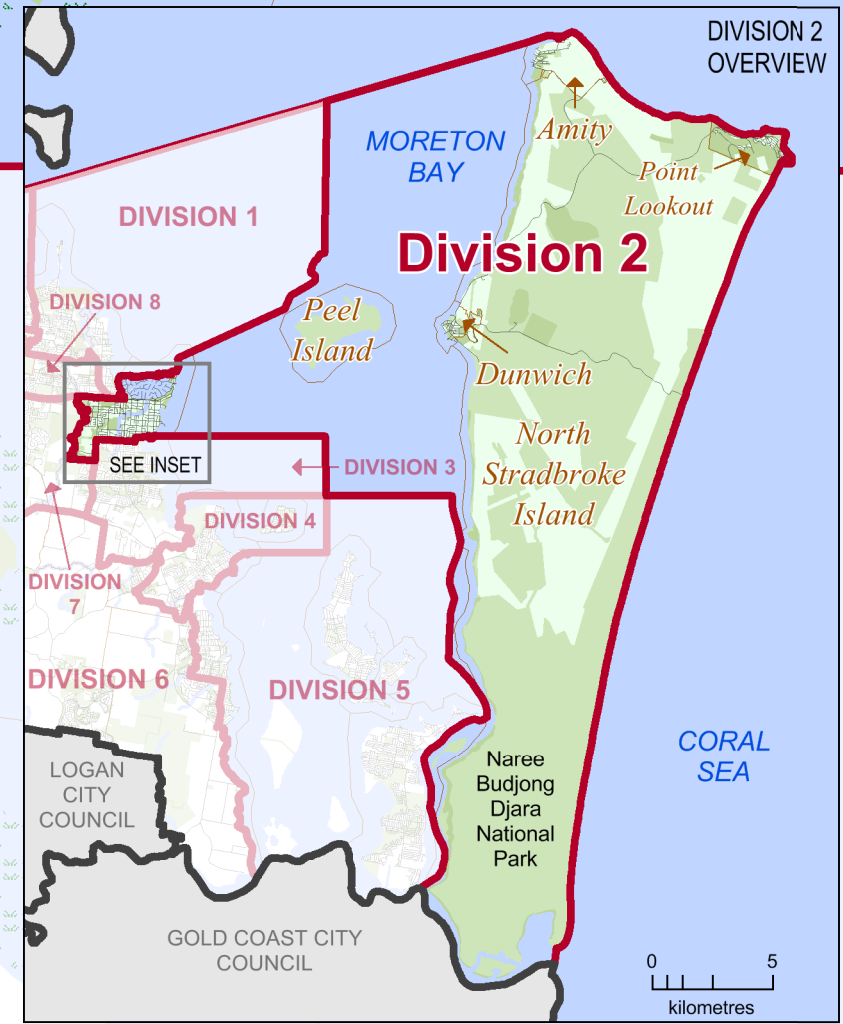 DIVISION 2
OVERVIEW
MORETON
BAY
Amity
Point
Lookout
DIVISION 1
Division 2
DIVISION 8
Peel
Island
Dunwich
North
Stradbroke
Island
SEE INSET
DIVISION 3
DIVISION 4
DIVISION
7
DIVISION 6
DIVISION 5
CORAL
SEA
LOGAN
CITY
COUNCIL
Naree
Budjong
Djara
National
Park
GOLD COAST CITY
COUNCIL
0 5
kilometres